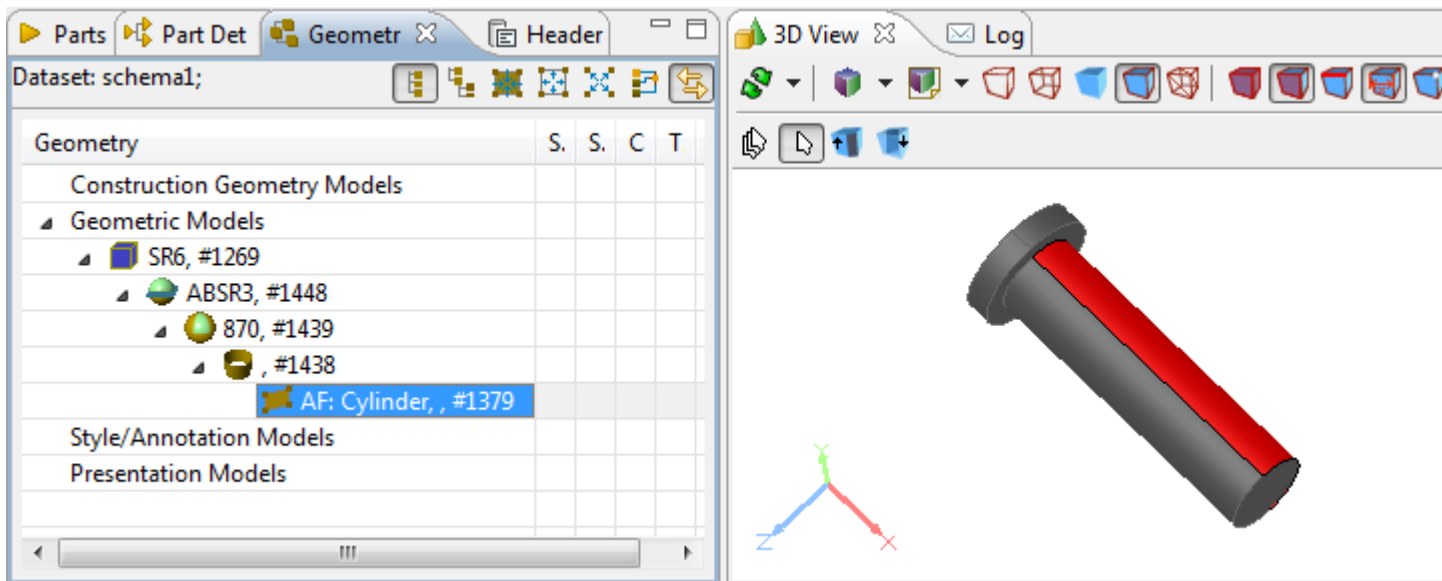 Parts Part Det Geometr Header
Dataset: schema1;
Geometry S. S. C T
Construction Geometry Models
Geometric Models
SR6, #1269
ABSR3, #1448
870, #1439
, #1438
AF: Cylinder, , #1379
Style/Annotation Models
Presentation Models
3D View Log
Y
Z
X